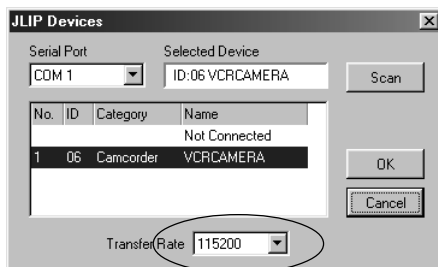 JLIP Devices
Serial Port Selected Device
COM 1 ID:06 VCRCAMERA Scan
No. ID Category Name
Not Connected
1 06 Camcorder VCRCAMERA
OK
Cancel
Transfer Rate 115200